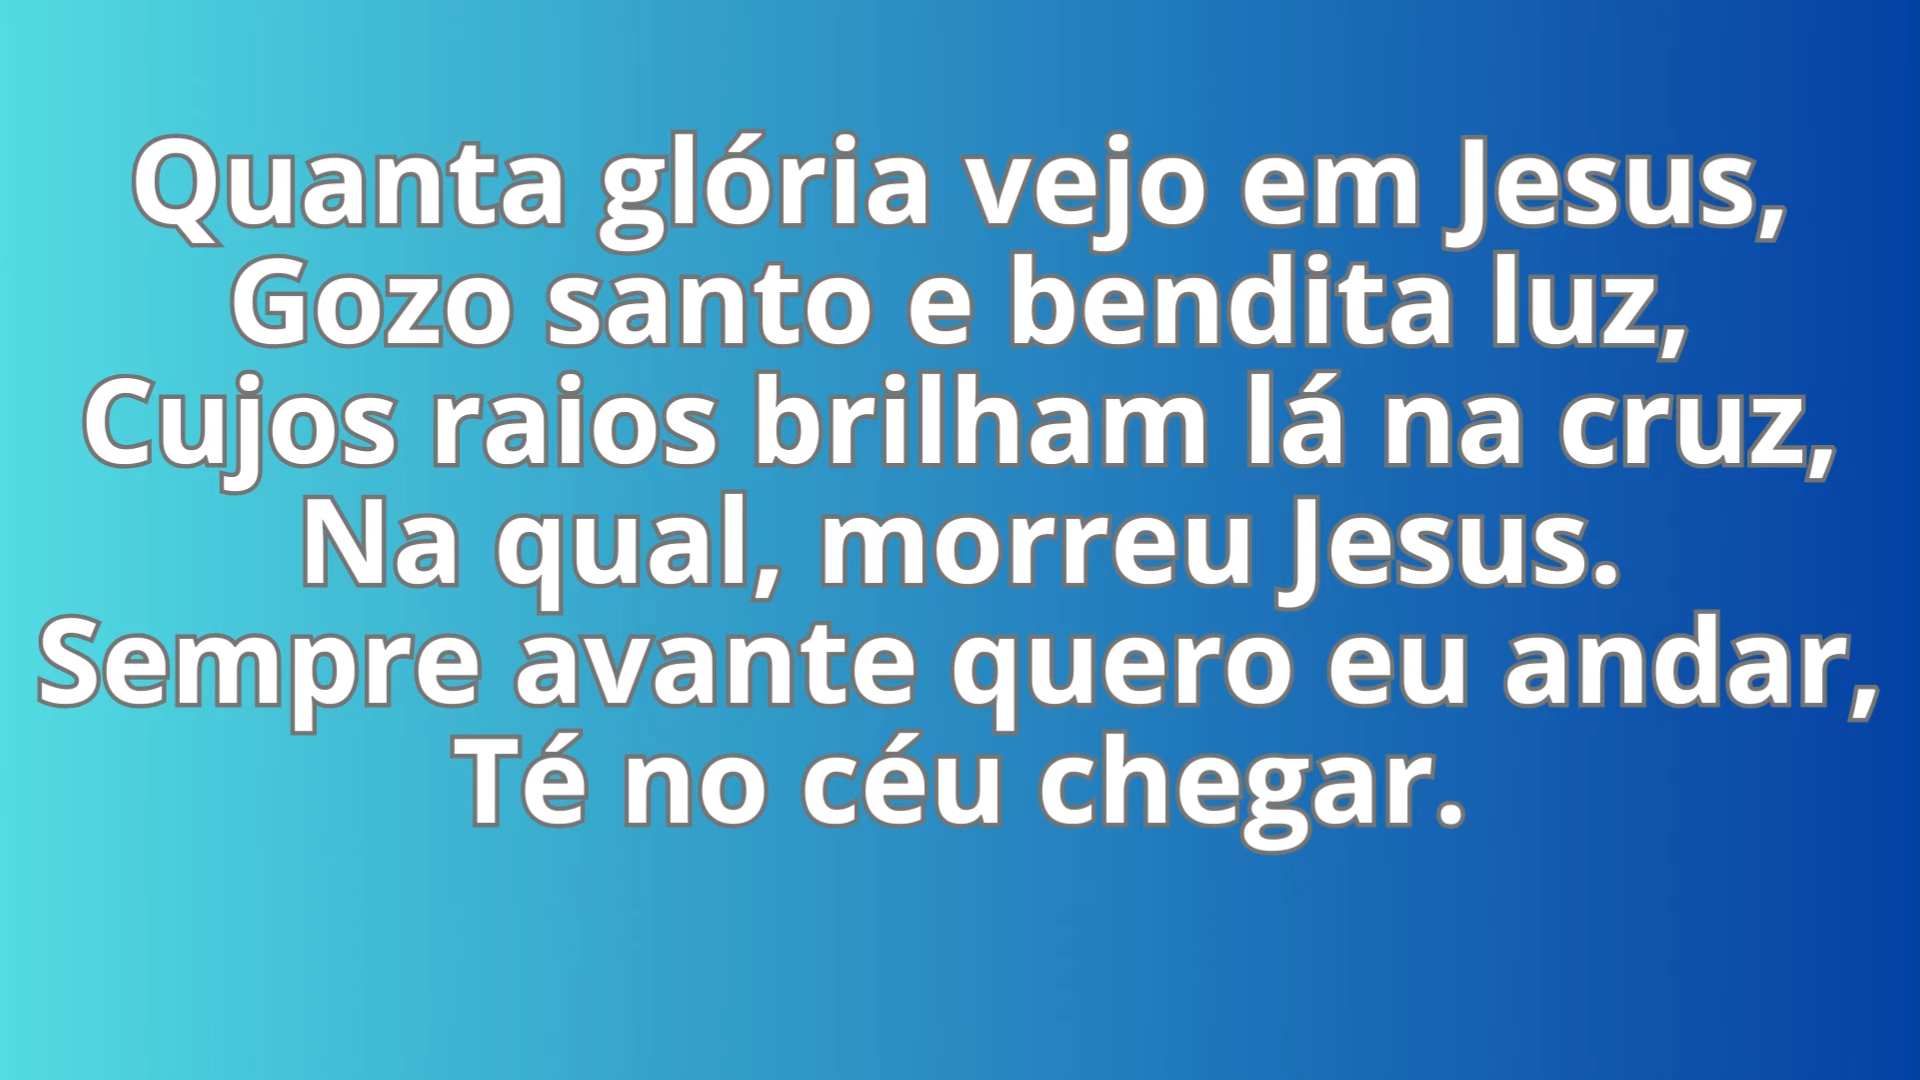 Quanta glória vejo em Jesus,
Gozo santo e bendita luz,
Cujos raios brilham lá na cruz,
Na qual, morreu Jesus.
Sempre avante quero eu andar,
Té no céu chegar.